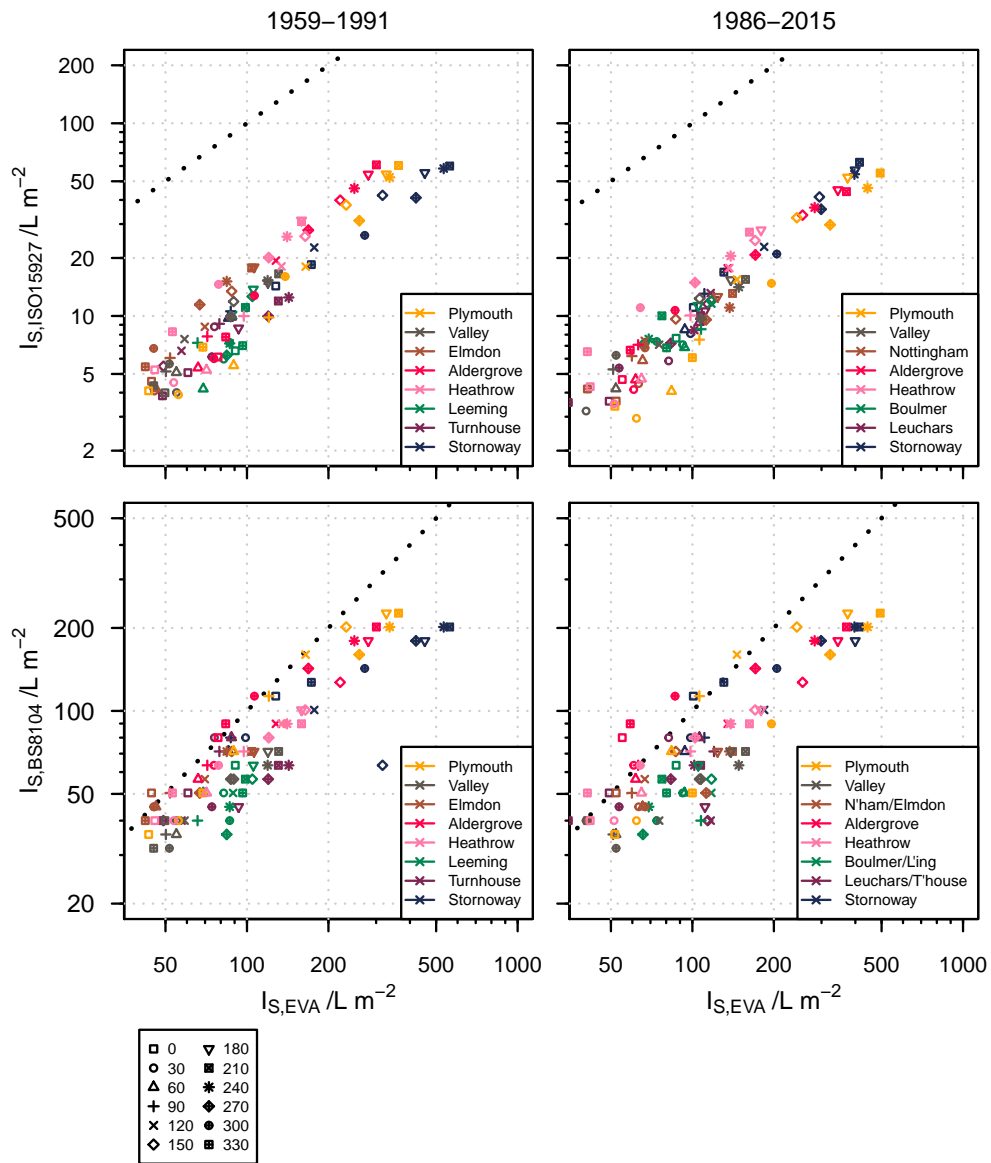 1959−1991 1986−2015
I_S,ISO15927 /L m⁻²
200
100
50
20
10
5
2
Plymouth
Valley
Elmdon
Aldergrove
Heathrow
Leeming
Turnhouse
Stornoway
Plymouth
Valley
Nottingham
Aldergrove
Heathrow
Boulmer
Leuchars
Stornoway
I_S,BS8104 /L m⁻²
500
200
100
50
20
Plymouth
Valley
Elmdon
Aldergrove
Heathrow
Leeming
Turnhouse
Stornoway
Plymouth
Valley
N'ham/Elmdon
Aldergrove
Heathrow
Boulmer/L'ing
Leuchars/T'house
Stornoway
50 100 200 500 1000 50 100 200 500 1000
I_S,EVA /L m⁻² I_S,EVA /L m⁻²
0 180
30 210
60 240
90 270
120 300
150 330